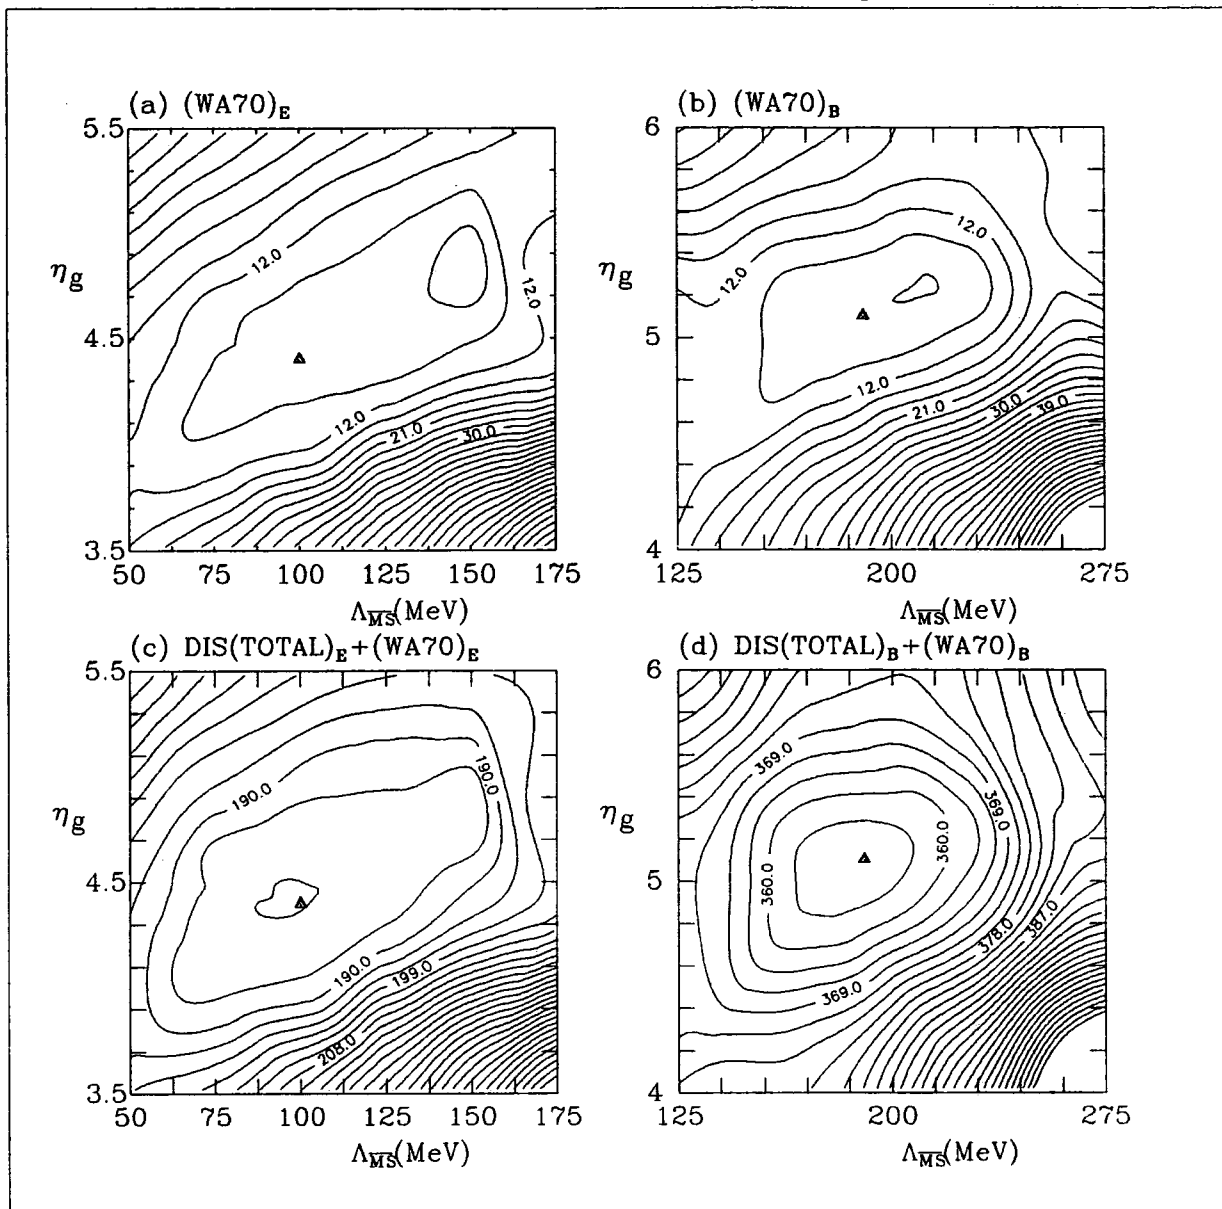 (a) (WA70)E
5.5
ηg
4.5
3.5
12.0
12.0
12.0
21.0
30.0
50 75 100 125 150 175
ΛMS(MeV)
(b) (WA70)B
6
ηg
5
4
12.0
12.0
12.0
21.0
30.0
39.0
125 200 275
ΛMS(MeV)
(c) DIS(TOTAL)E+(WA70)E
5.5
ηg
4.5
3.5
190.0
190.0
190.0
199.0
208.0
50 75 100 125 150 175
ΛMS(MeV)
(d) DIS(TOTAL)B+(WA70)B
6
ηg
5
4
369.0
369.0
360.0
360.0
369.0
378.0
387.0
125 200 275
ΛMS(MeV)